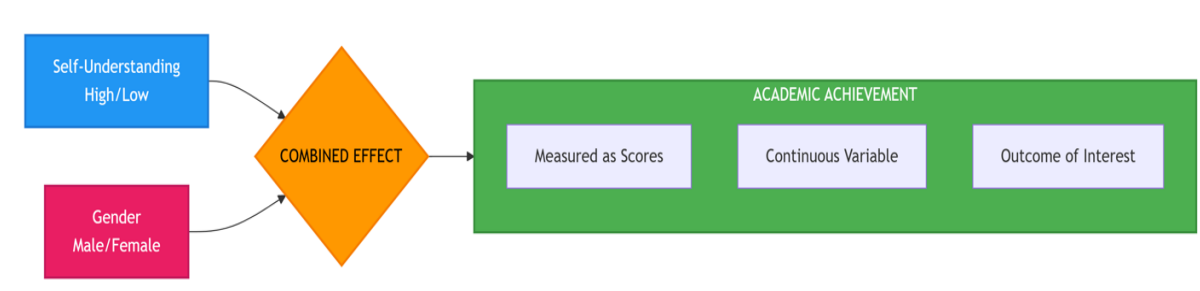 Self-Understanding
High/Low
Gender
Male/Female
COMBINED EFFECT
ACADEMIC ACHIEVEMENT
Measured as Scores
Continuous Variable
Outcome of Interest